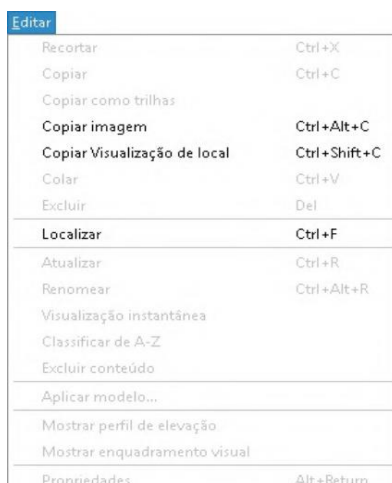 Editar
Recortar Ctrl+X
Copiar Ctrl+C
Copiar como trilhas
Copiar imagem Ctrl+Alt+C
Copiar Visualização de local Ctrl+Shift+C
Colar Ctrl+V
Excluir Del
Localizar Ctrl+F
Atualizar Ctrl+R
Renomear Ctrl+Alt+R
Visualização instantânea
Classificar de A-Z
Excluir conteúdo
Aplicar modelo...
Mostrar perfil de elevação
Mostrar enquadramento visual
Propriedades Alt+Return